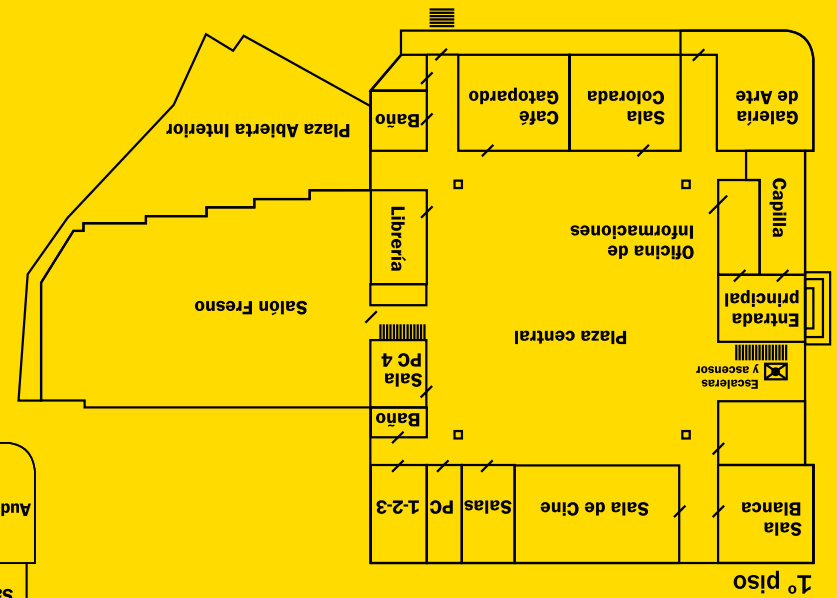 1.° piso
Sa
Sala
Blanca
Sala de Cine
Salas PC 1-2-3
Aud
Baño
Sala
PC 4
Escaleras
y ascensor
Entrada
principal
Plaza central
Salón Fresno
Oficina de
Informaciones
Librería
Capilla
Galería
de Arte
Sala
Colorada
Café
Gatopardo
Baño
Plaza Abierta Interior